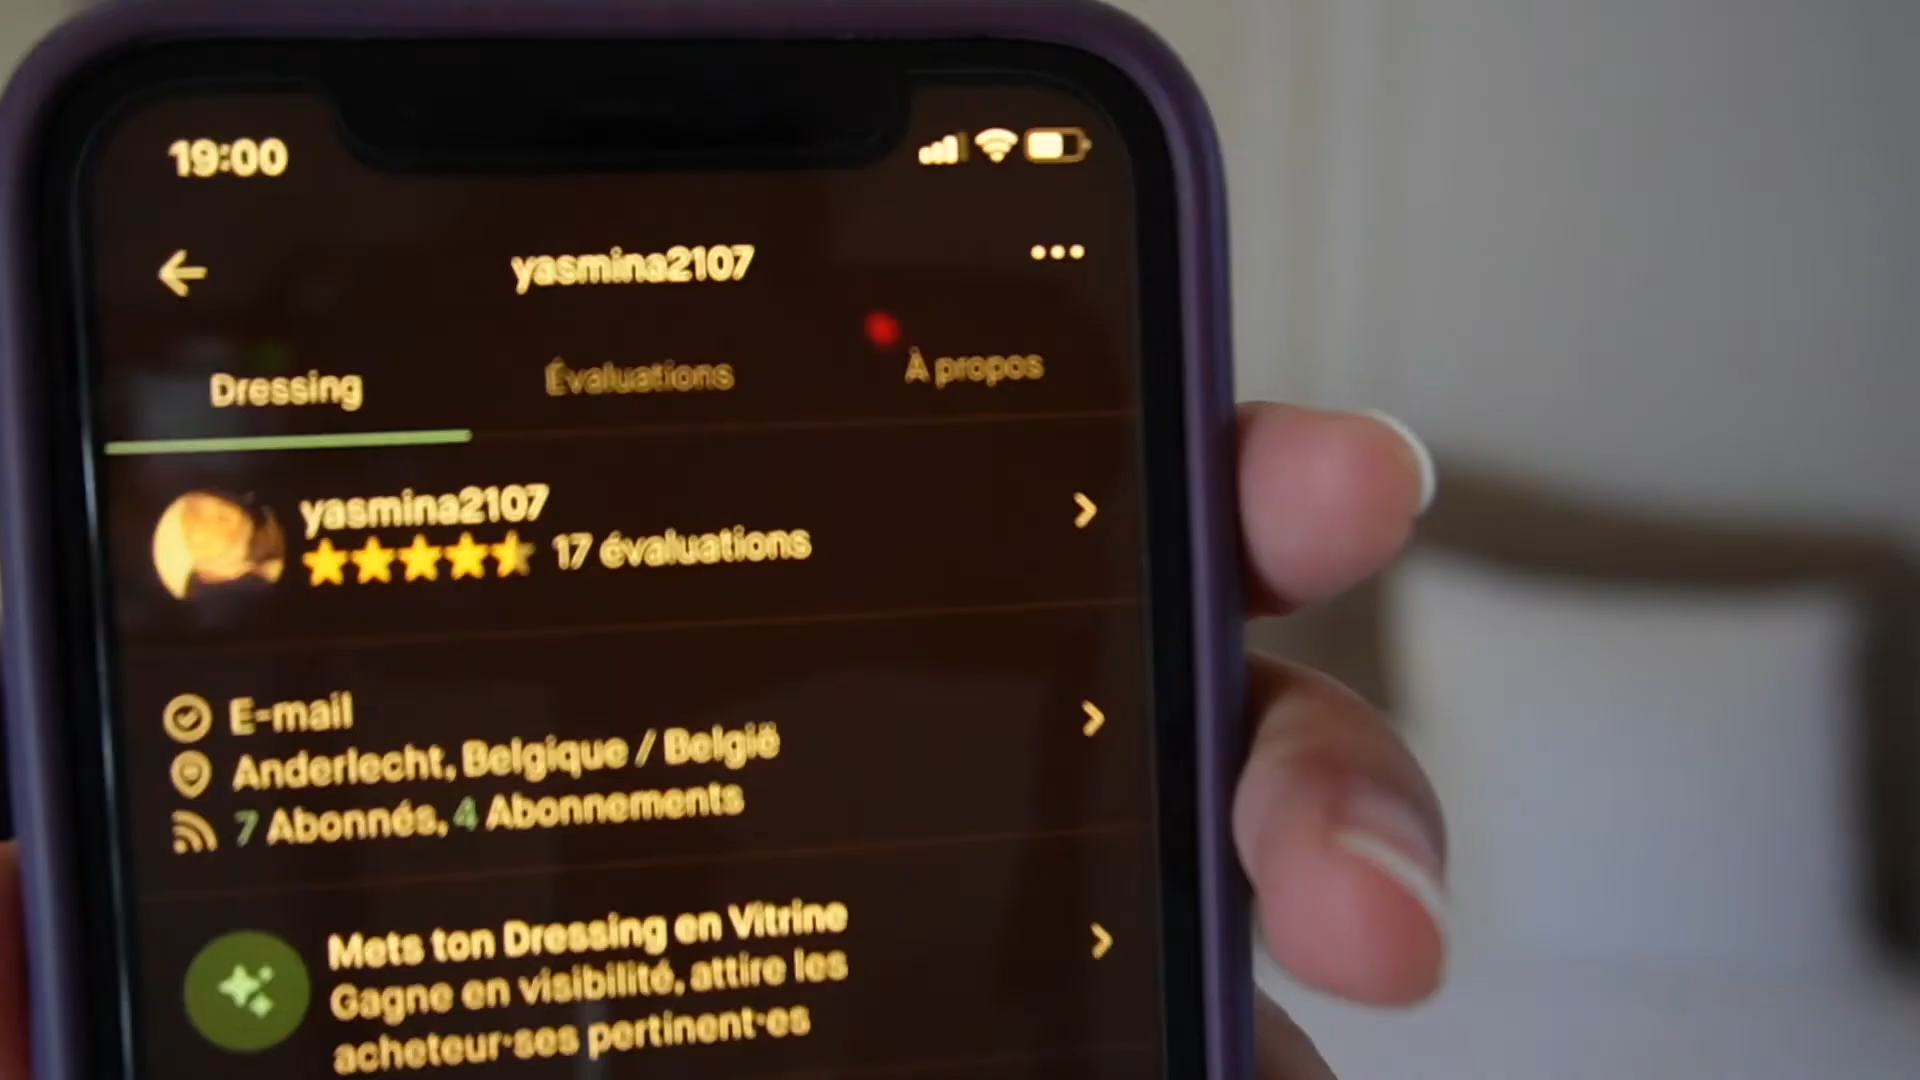 19:00
yasmina2107
Dressing
Évaluations
À propos
yasmina2107
17 évaluations
E-mail
Anderlecht, Belgique / België
7 Abonnés, 4 Abonnements
Mets ton Dressing en Vitrine
Gagne en visibilité, attire les
acheteur·ses pertinent·es